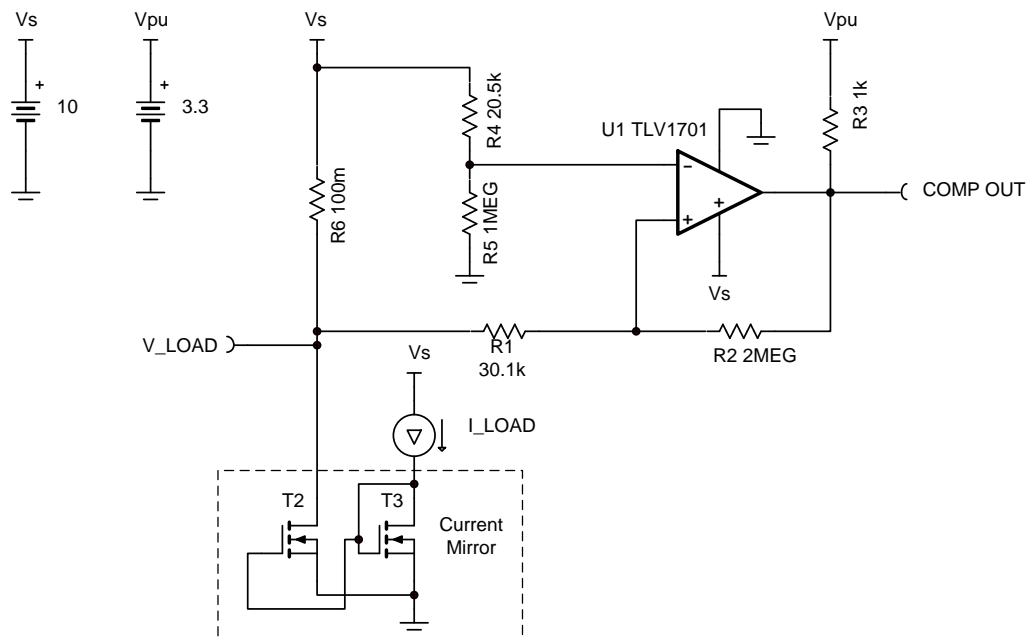 Vs
Vpu
Vs
Vpu
+
10
+
3.3
R4 20.5k
R3 1k
U1 TLV1701
R6 100m
R5 1MEG
−
+
+
COMP OUT
Vs
V_LOAD
R1
30.1k
R2 2MEG
Vs
I_LOAD
T2
T3
Current
Mirror